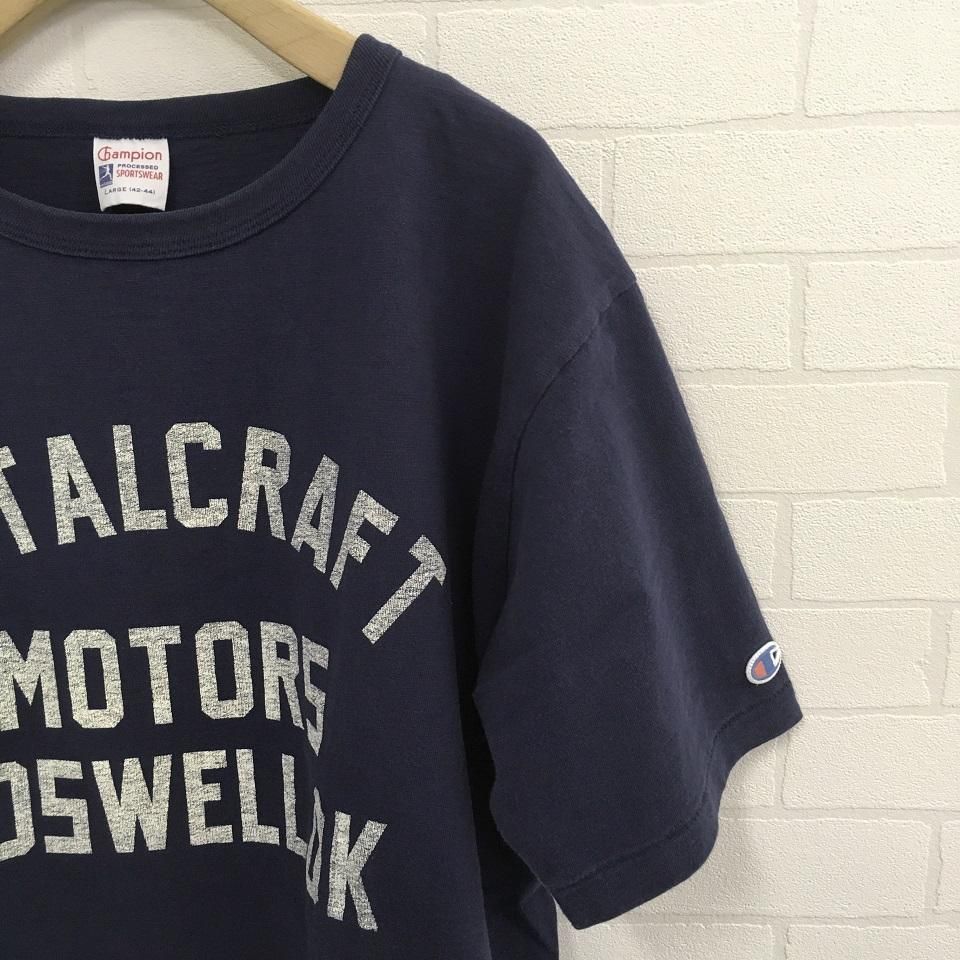 Champion
PROCESSED
SPORTSWEAR
LARGE (42-44)
TALCRAFT
MOTORS
OSWELL OK